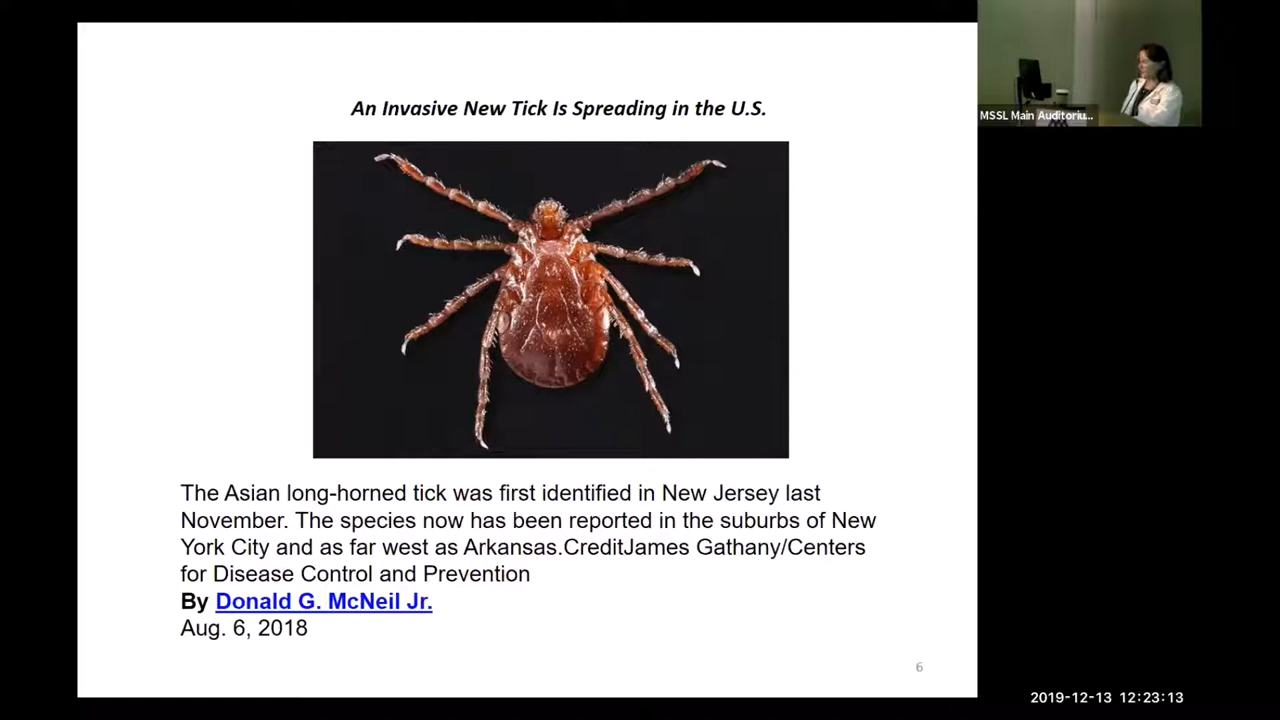 An Invasive New Tick Is Spreading in the U.S.
MSSL Main Auditoriu...
The Asian long-horned tick was first identified in New Jersey last
November. The species now has been reported in the suburbs of New
York City and as far west as Arkansas.CreditJames Gathany/Centers
for Disease Control and Prevention
By Donald G. McNeil Jr.
Aug. 6, 2018
6
2019-12-13 12:23:13